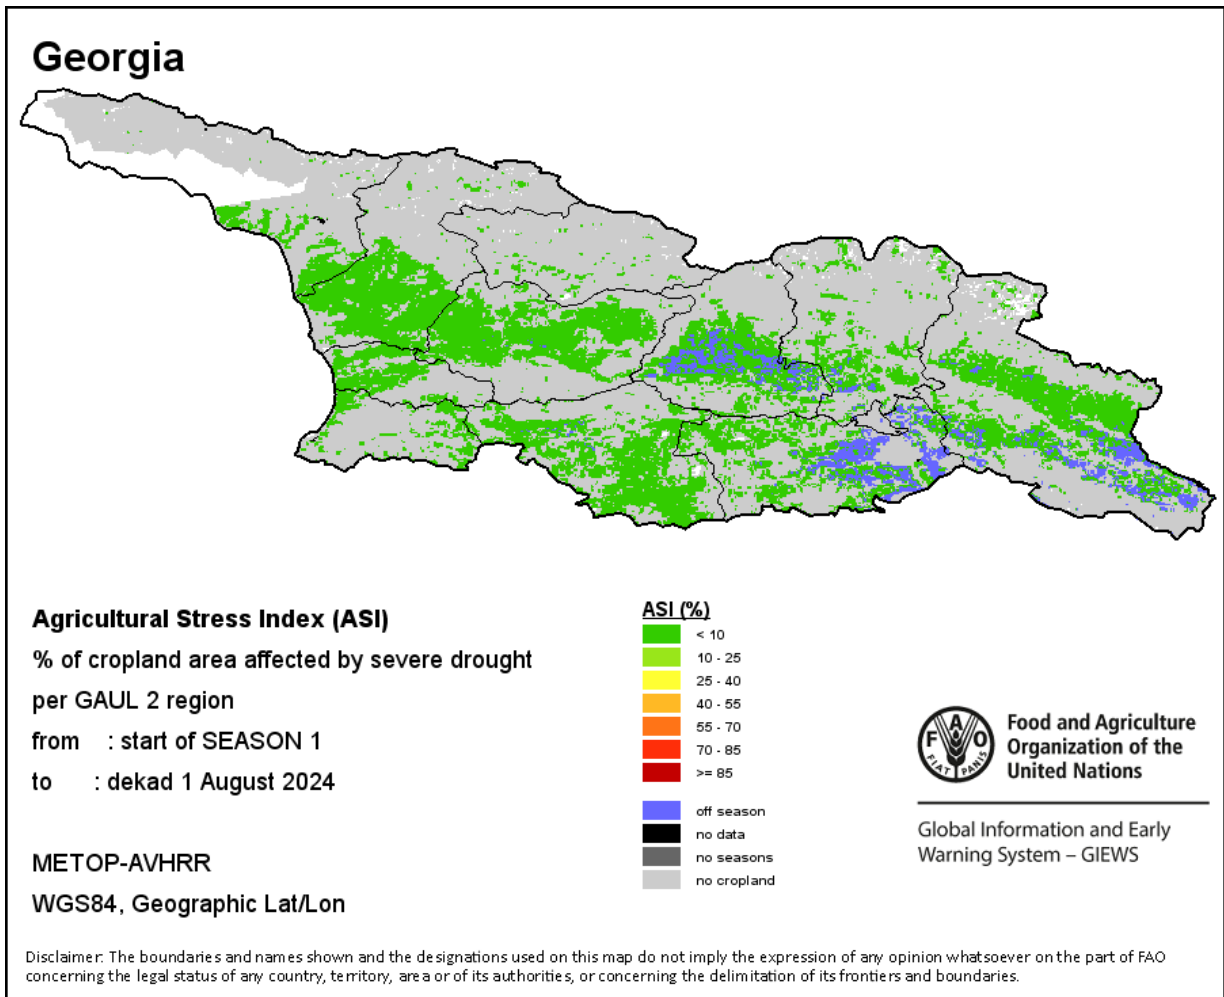 Georgia
Agricultural Stress Index (ASI)
% of cropland area affected by severe drought
per GAUL 2 region
from : start of SEASON 1
to : dekad 1 August 2024
METOP-AVHRR
WGS84, Geographic Lat/Lon
ASI (%)
< 10
10 - 25
25 - 40
40 - 55
55 - 70
70 - 85
>= 85
off season
no data
no seasons
no cropland
F A O
FIAT PANIS
Food and Agriculture
Organization of the
United Nations
Global Information and Early
Warning System – GIEWS
Disclaimer: The boundaries and names shown and the designations used on this map do not imply the expression of any opinion whatsoever on the part of FAO
concerning the legal status of any country, territory, area or of its authorities, or concerning the delimitation of its frontiers and boundaries.